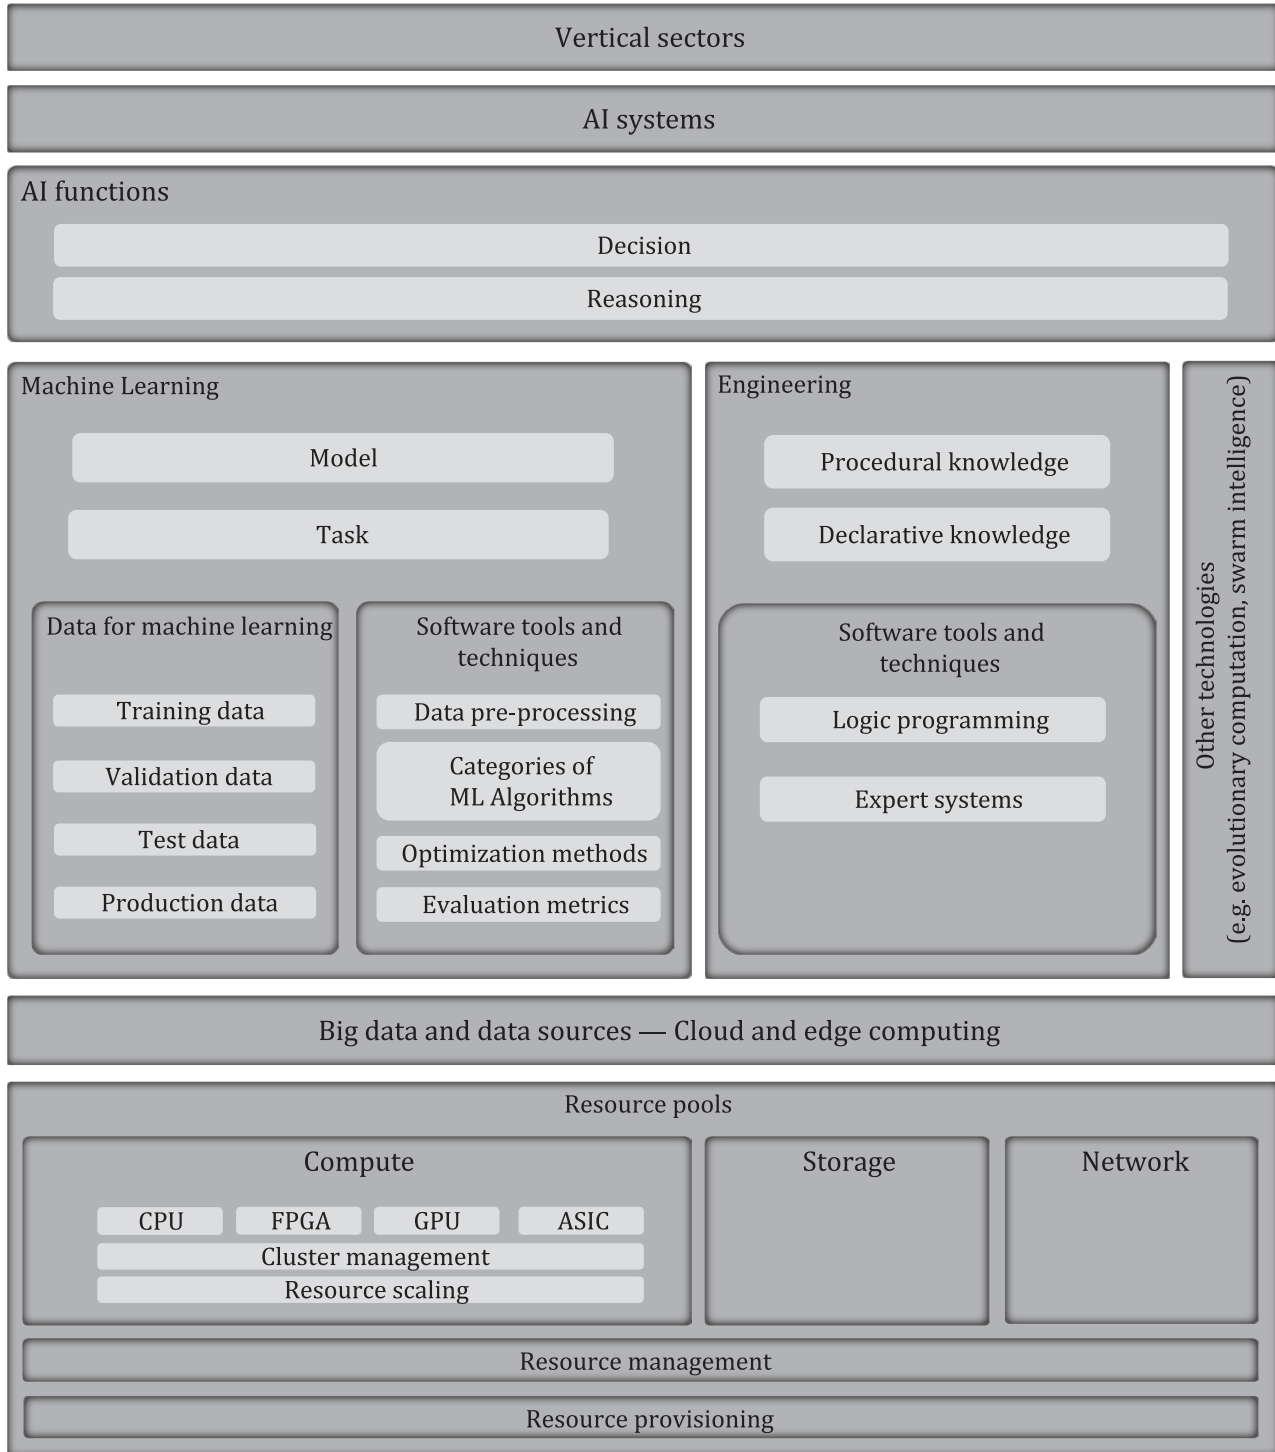 Vertical sectors
AI systems
AI functions
Decision
Reasoning
Machine Learning
Model
Task
Data for machine learning
Training data
Validation data
Test data
Production data
Software tools and
techniques
Data pre-processing
Categories of
ML Algorithms
Optimization methods
Evaluation metrics
Engineering
Procedural knowledge
Declarative knowledge
Software tools and
techniques
Logic programming
Expert systems
Other technologies
(e.g. evolutionary computation, swarm intelligence)
Big data and data sources — Cloud and edge computing
Resource pools
Compute
CPU
FPGA
GPU
ASIC
Cluster management
Resource scaling
Storage
Network
Resource management
Resource provisioning